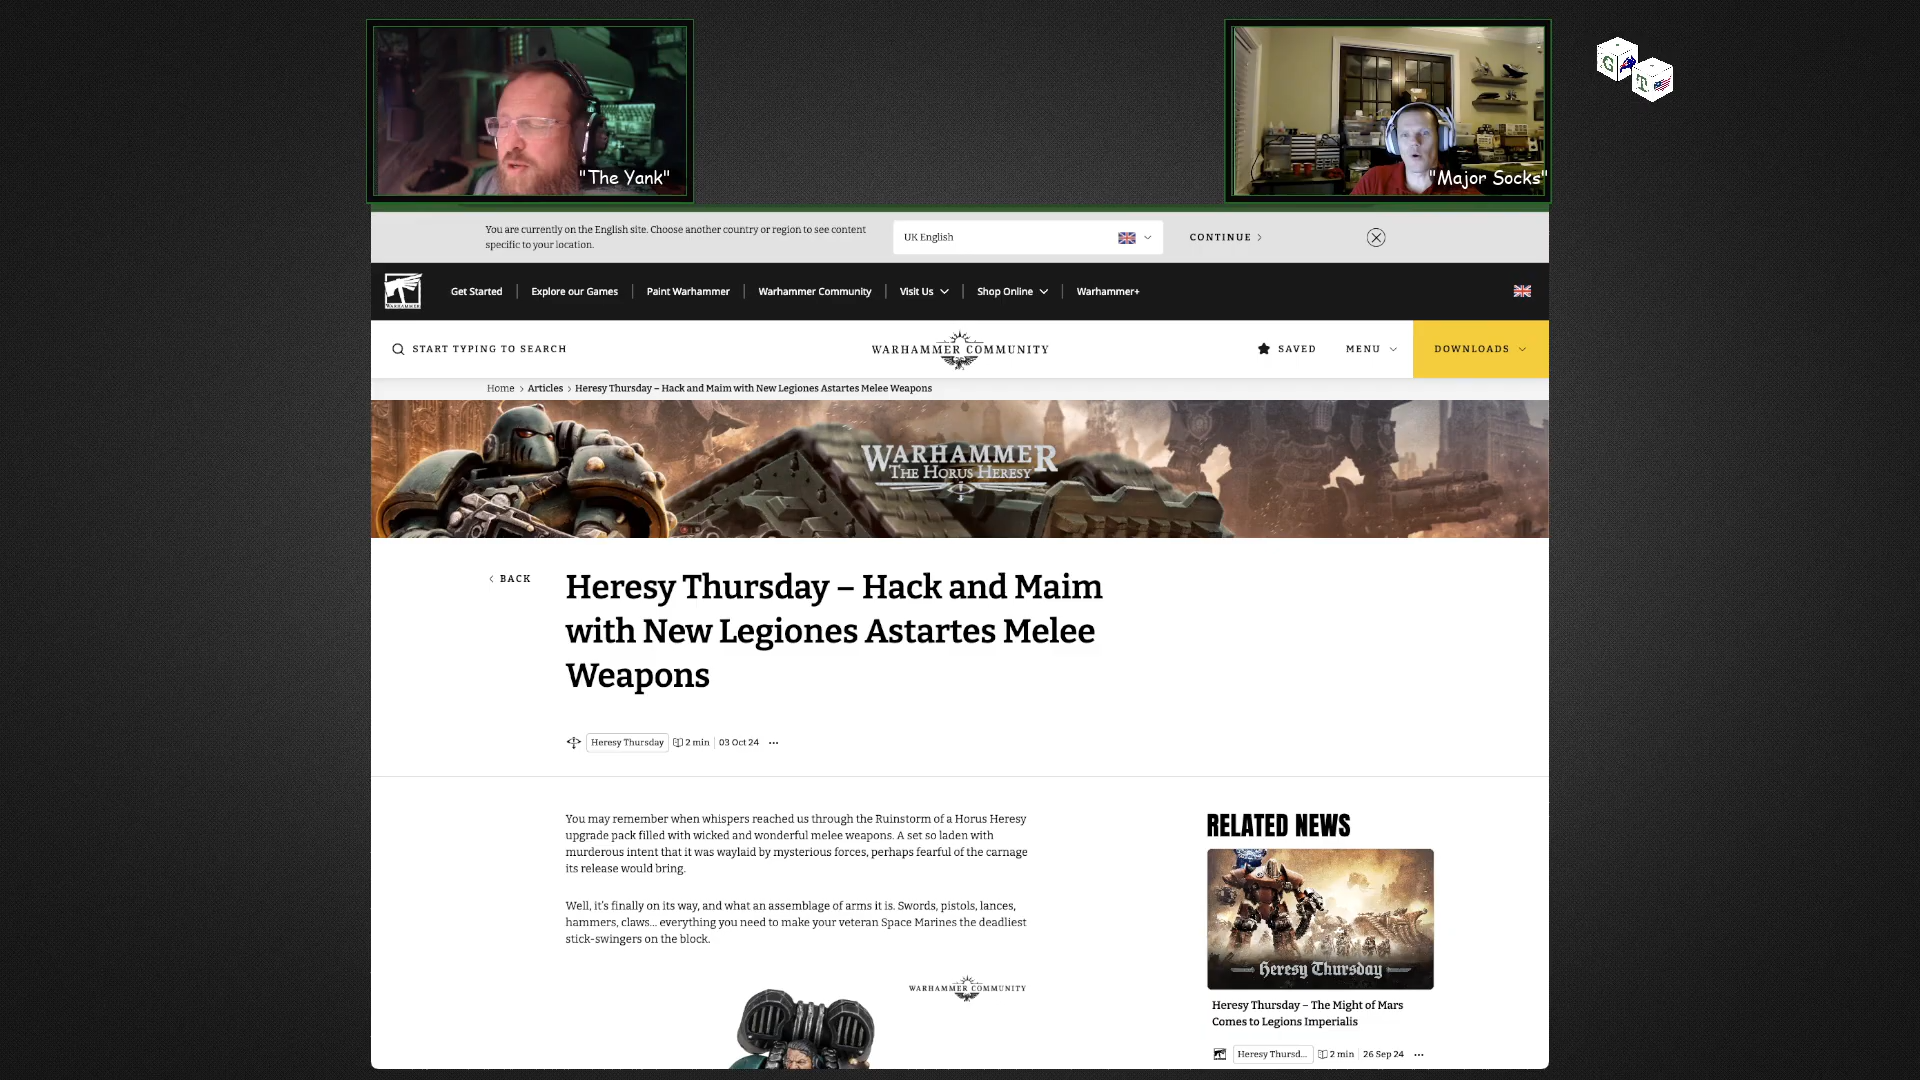 "The Yank"
"Major Socks"
G
T
You are currently on the English site. Choose another country or region to see content
specific to your location.
UK English
CONTINUE
WARHAMMER
Get Started
Explore our Games
Paint Warhammer
Warhammer Community
Visit Us
Shop Online
Warhammer+
START TYPING TO SEARCH
WARHAMMER COMMUNITY
SAVED
MENU
DOWNLOADS
Home > Articles > Heresy Thursday – Hack and Maim with New Legiones Astartes Melee Weapons
WARHAMMER
THE HORUS HERESY
BACK
Heresy Thursday – Hack and Maim
with New Legiones Astartes Melee
Weapons
Heresy Thursday 2 min 03 Oct 24 ...
You may remember when whispers reached us through the Ruinstorm of a Horus Heresy
upgrade pack filled with wicked and wonderful melee weapons. A set so laden with
murderous intent that it was waylaid by mysterious forces, perhaps fearful of the carnage
its release would bring.
Well, it's finally on its way, and what an assemblage of arms it is. Swords, pistols, lances,
hammers, claws... everything you need to make your veteran Space Marines the deadliest
stick-swingers on the block.
WARHAMMER COMMUNITY
RELATED NEWS
Heresy Thursday
Heresy Thursday – The Might of Mars
Comes to Legions Imperialis
Heresy Thursd... 2 min 26 Sep 24 ...